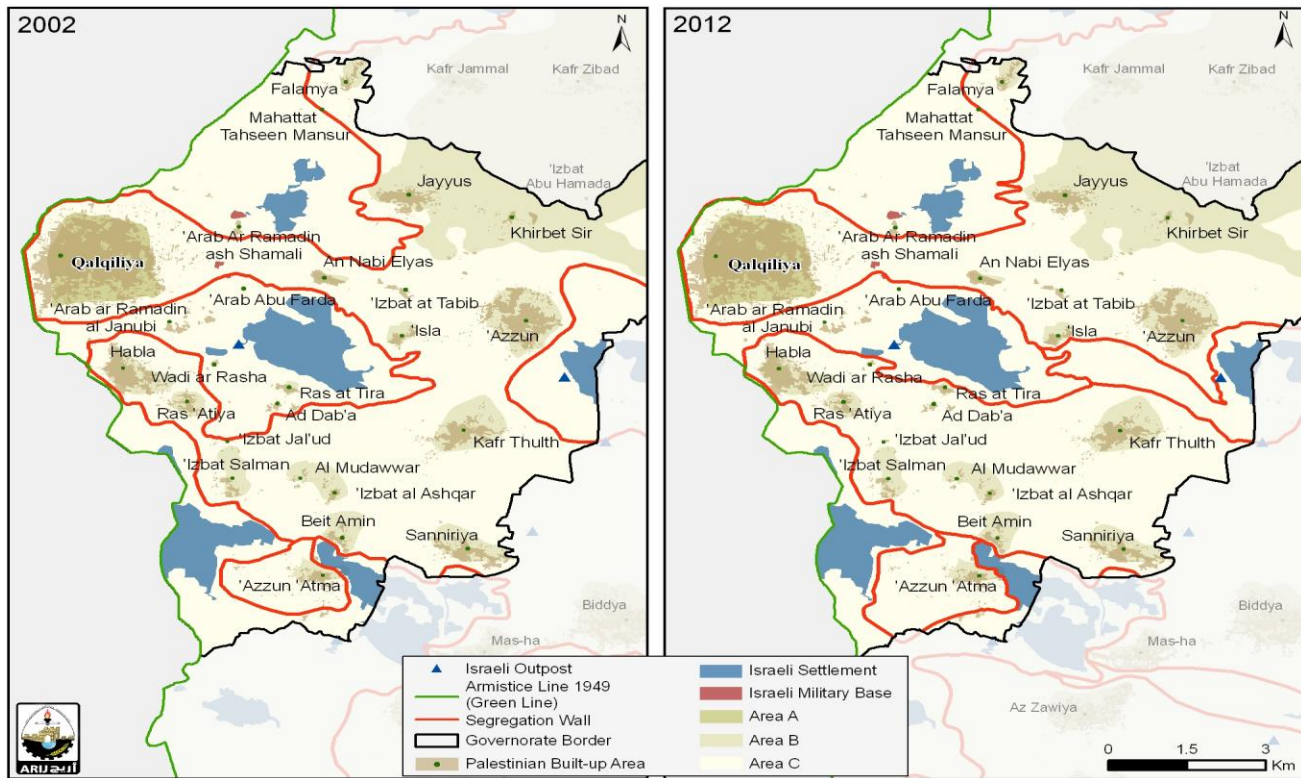 2002
N
Kafr Jammal
Kafr Zibad
Falamya
Mahattat
Tahseen Mansur
'Izbat
Abu Hamada
Jayyus
Khirbet Sir
'Arab Ar Ramadin
ash Shamali
Qalqiliya
An Nabi Elyas
'Arab Abu Farda
'Izbat at Tabib
'Arab ar Ramadin
al Janubi
'Isla
'Azzun
Habla
Wadi ar Rasha
Ras at Tira
Ras 'Atiya
Ad Dab'a
Kafr Thulth
'Izbat Jal'ud
'Izbat Salman
Al Mudawwar
'Izbat al Ashqar
Beit Amin
Sanniriya
'Azzun 'Atma
Biddya
Mas-ha
2012
N
Kafr Jammal
Kafr Zibad
Falamya
Mahattat
Tahseen Mansur
'Izbat
Abu Hamada
Jayyus
Khirbet Sir
'Arab Ar Ramadin
ash Shamali
Qalqiliya
An Nabi Elyas
'Arab Abu Farda
'Izbat at Tabib
'Arab ar Ramadin
al Janubi
'Isla
'Azzun
Habla
Wadi ar Rasha
Ras at Tira
Ras 'Atiya
Ad Dab'a
Kafr Thulth
'Izbat Jal'ud
'Izbat Salman
Al Mudawwar
'Izbat al Ashqar
Beit Amin
Sanniriya
'Azzun 'Atma
Biddya
Mas-ha
Az Zawiya
Israeli Outpost
Armistice Line 1949
(Green Line)
Segregation Wall
Governorate Border
Palestinian Built-up Area
Israeli Settlement
Israeli Military Base
Area A
Area B
Area C
0 1.5 3
Km
ARIJ أريج